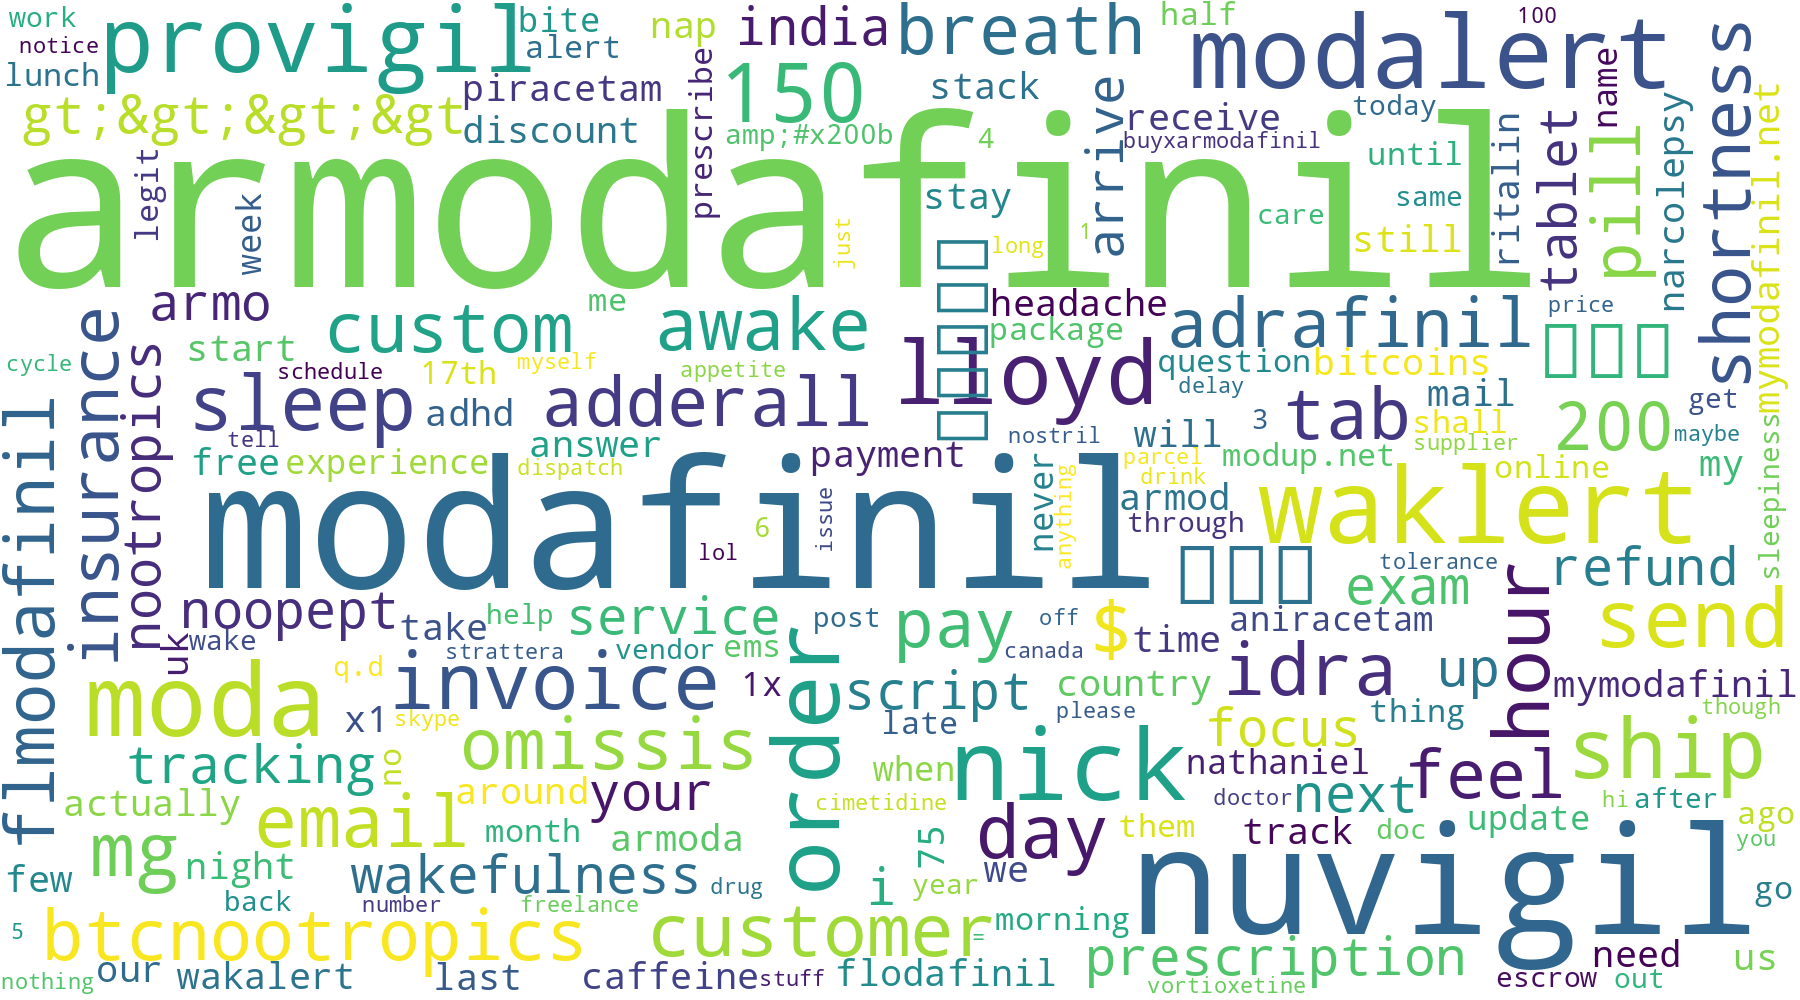 work
notice
lunch
provigil
bite
alert
nap
india
breath
half
100
modalert
shortness
gt;&gt;&gt;&gt
piracetam
discount
prescribe
150
amp;#x200b
stack
4
arrive
receive
buyxarmodafinil
today
until
same
ritalin
tablet
name
pill
narcolepsy
mymodafinil.net
armodafinil
legit
week
just
stay
long
1
care
still
armo
custom
me
awake
headache
package
adrafinil
price
start
cycle
insurance
nootropics
schedule
17th
myself
appetite
lloyd
question
bitcoins
delay
mail
get
flmodafinil
sleep
adhd
adderall
tell
answer
nostril
will
3
tab
shall
supplier
200
maybe
free
experience
dispatch
payment
never
anything
parcel
drink
modup.net
online
my
sleepiness
modafinil
lol
6
issue
armod
through
waklert
tolerance
exam
refund
noopept
uk
wake
take
help
service
post
pay
off
$
time
aniracetam
hour
send
strattera
vendor
ems
canada
moda
q.d
invoice
1x
order
script
country
please
idra
up
mymodafinil
x1
skype
late
focus
thing
though
tracking
no
omissis
when
nick
nathaniel
feel
ship
actually
around
your
cimetidine
doctor
next
hi
after
email
month
armoda
75
day
them
track
doc
update
ago
you
mg
few
night
wakefulness
drug
i
year
we
nuvigil
go
back
number
freelance
5
btcnootropics
customer
=
morning
prescription
need
us
nothing
our
wakalert
last
caffeine
stuff
flodafinil
vortioxetine
escrow
out